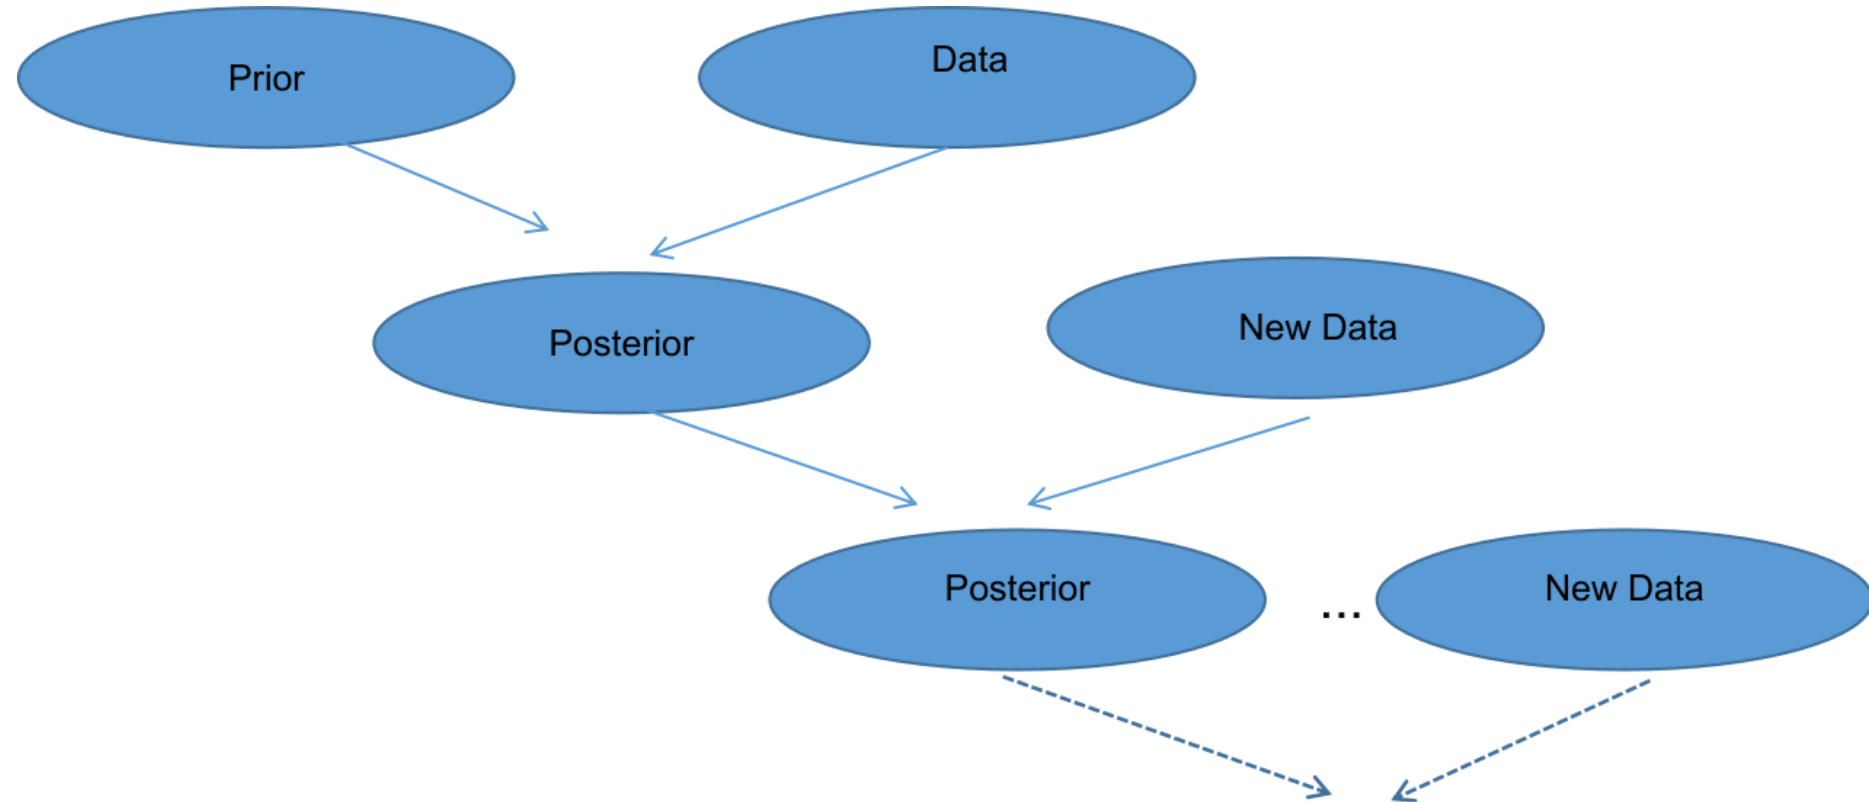 Prior
Data
Posterior
New Data
Posterior
...
New Data